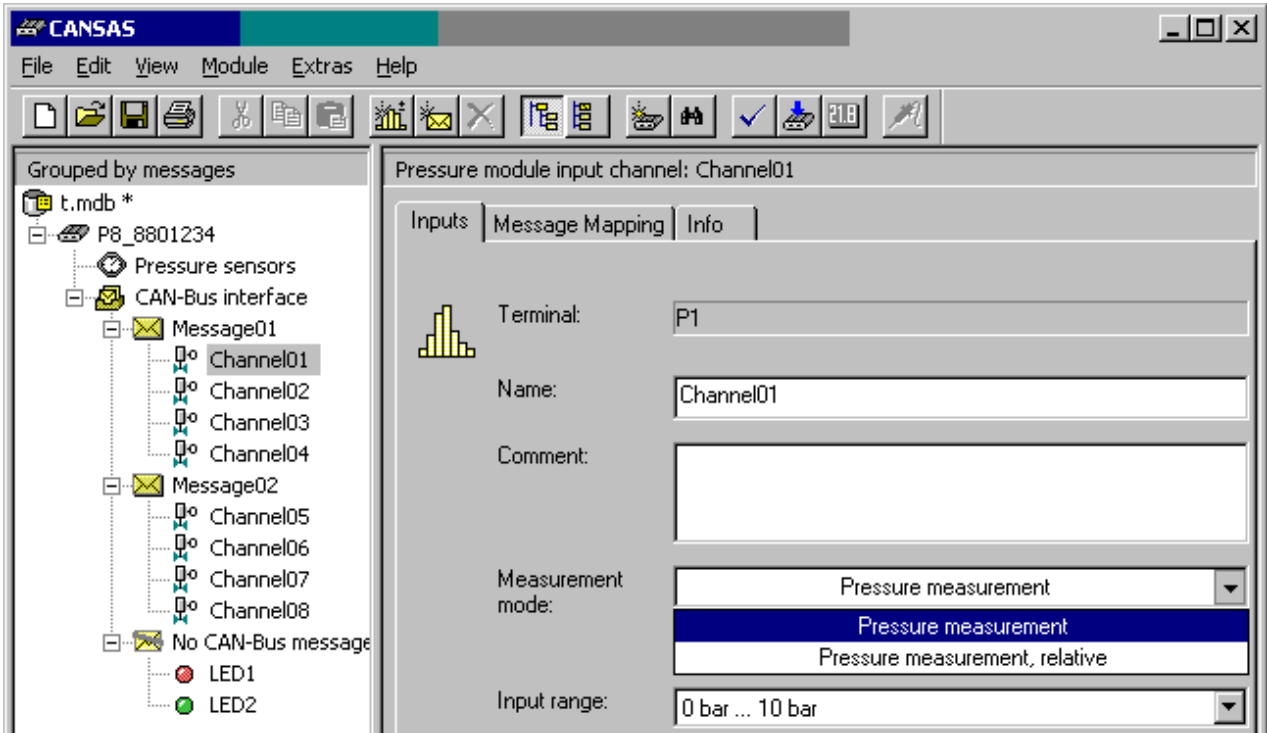 CANSAS
File Edit View Module Extras Help
21.8
Grouped by messages
t.mdb *
P8_8801234
Pressure sensors
CAN-Bus interface
Message01
Channel01
Channel02
Channel03
Channel04
Message02
Channel05
Channel06
Channel07
Channel08
No CAN-Bus message
LED1
LED2
Pressure module input channel: Channel01
Inputs Message Mapping Info
Terminal: P1
Name: Channel01
Comment:
Measurement mode: Pressure measurement
Pressure measurement
Pressure measurement, relative
Input range: 0 bar ... 10 bar